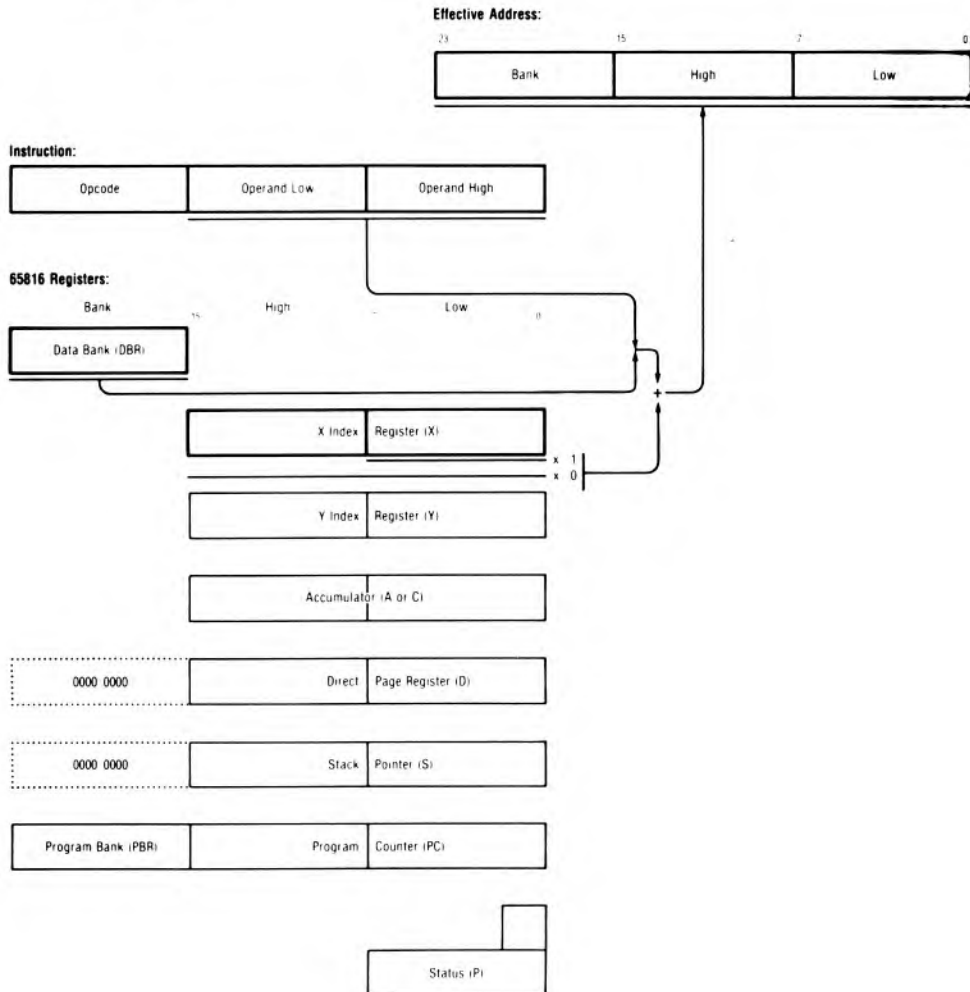 Effective Address:
23 15 7 0
Bank High Low
Instruction:
Opcode Operand Low Operand High
65816 Registers:
Bank High Low
15 0
Data Bank (DBR)
+
X Index Register (X)
x 1
x 0
Y Index Register (Y)
Accumulator (A or C)
0000 0000 Direct Page Register (D)
0000 0000 Stack Pointer (S)
Program Bank (PBR) Program Counter (PC)
Status (P)